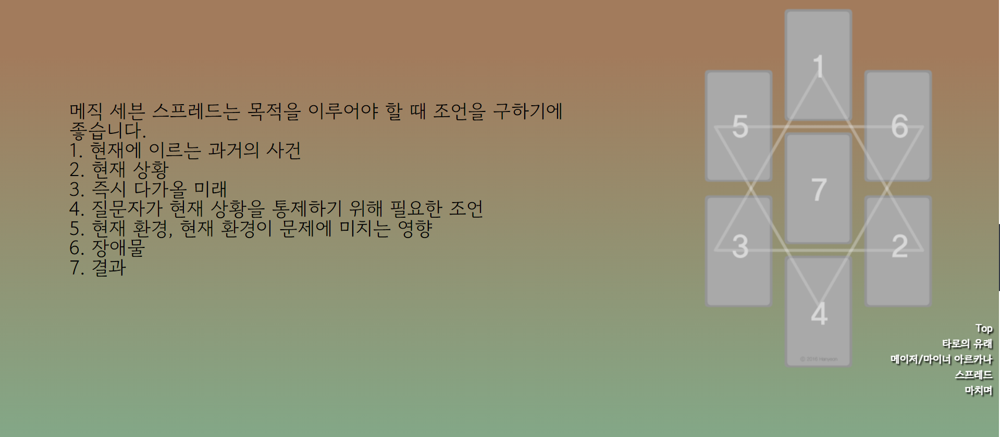 메직 세븐 스프레드는 목적을 이루어야 할 때 조언을 구하기에
좋습니다.
1. 현재에 이르는 과거의 사건
2. 현재 상황
3. 즉시 다가올 미래
4. 질문자가 현재 상황을 통제하기 위해 필요한 조언
5. 현재 환경, 현재 환경이 문제에 미치는 영향
6. 장애물
7. 결과
1
5
6
7
3
2
4
Top
타로의 유래
메이저/마이너 아르카나
스프레드
마치며